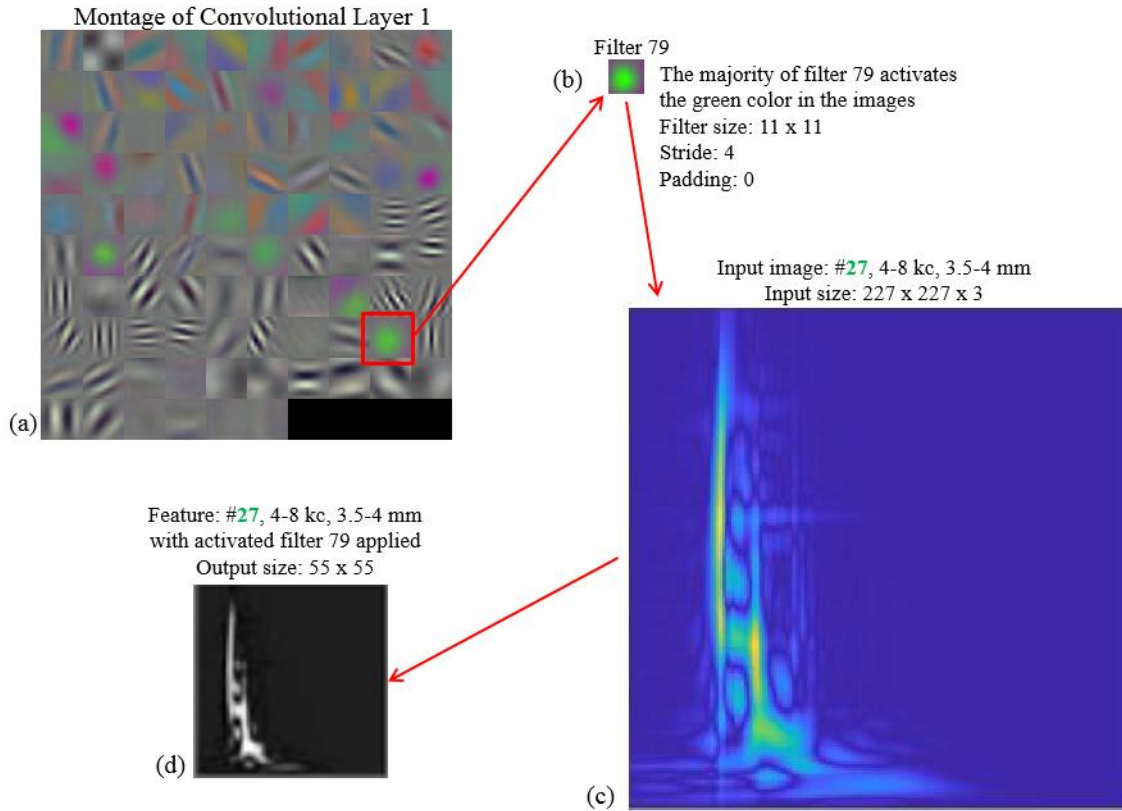 Montage of Convolutional Layer 1
(a)
Filter 79
(b)
The majority of filter 79 activates
the green color in the images
Filter size: 11 x 11
Stride: 4
Padding: 0
Input image: #27, 4-8 kc, 3.5-4 mm
Input size: 227 x 227 x 3
(c)
Feature: #27, 4-8 kc, 3.5-4 mm
with activated filter 79 applied
Output size: 55 x 55
(d)